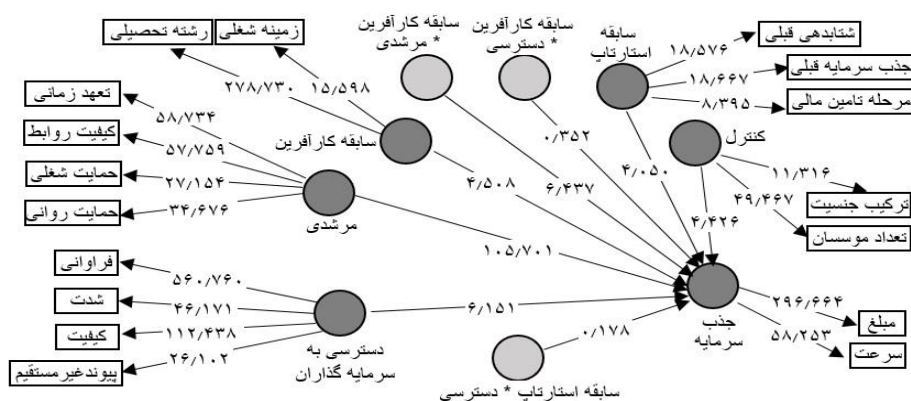 رشته تحصیلی
زمینه شغلی
۲۷۸٫۷۳۰
۱۵٫۵۹۸
سابقه کارآفرین
* مرشدی
سابقه کارآفرین
* دسترسی
سابقه
استارتاپ
شتابدهی قبلی
۱۸٫۵۷۶
جذب سرمایه قبلی
۱۸٫۶۶۷
مرحله تامین مالی
۸٫۳۹۵
تعهد زمانی
۵۸٫۷۳۴
کیفیت روابط
۵۷٫۷۵۹
حمایت شغلی
۲۷٫۱۵۴
حمایت روانی
۳۴٫۶۷۶
سابقه کارآفرین
مرشدی
۴٫۵۰۸
۶٫۴۳۷
۰٫۳۵۲
۴٫۰۵۰
۴٫۴۲۶
کنترل
۱۱٫۳۱۶
ترکیب جنسیت
۴۹٫۴۶۷
تعداد موسسان
۱۰۵٫۷۰۱
فراوانی
۵۶۰٫۷۶۰
شدت
۴۶٫۱۷۱
کیفیت
۱۱۲٫۴۳۸
پیوندغیرمستقیم
۲۶٫۱۰۲
دسترسی به
سرمایه گذاران
۶٫۱۵۱
۰٫۱۷۸
سابقه استارتاپ * دسترسی
جذب
سرمایه
۲۹۶٫۶۶۴
مبلغ
۵۸٫۲۵۳
سرعت